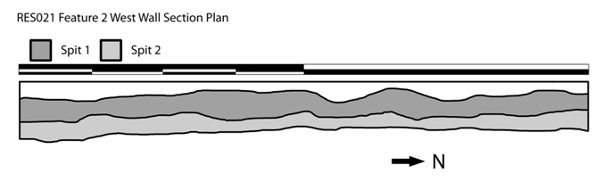 RES021 Feature 2 West Wall Section Plan
Spit 1 Spit 2
N